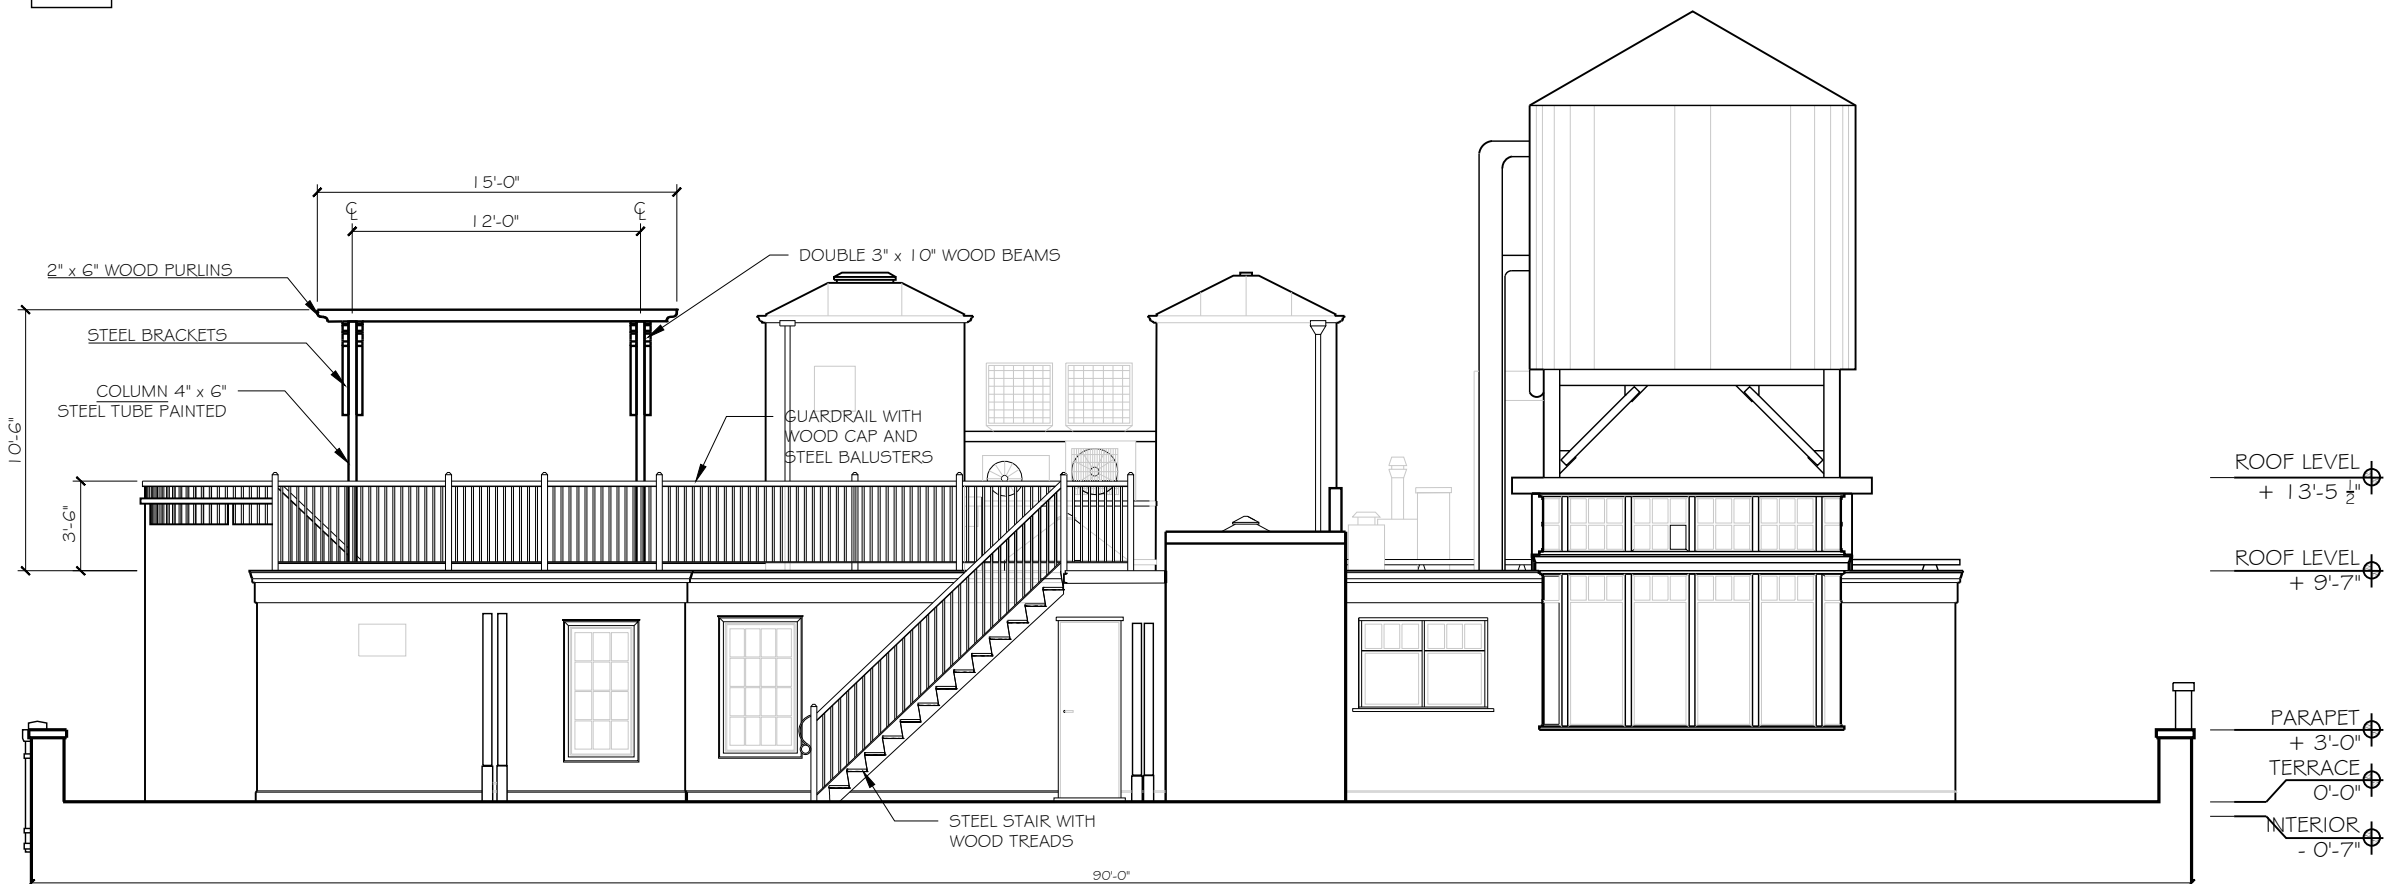 15'-0"
℄ ℄
12'-0"
DOUBLE 3" x 10" WOOD BEAMS
2" x 6" WOOD PURLINS
STEEL BRACKETS
COLUMN 4" x 6"
STEEL TUBE PAINTED
10'-6"
3'-6"
GUARDRAIL WITH
WOOD CAP AND
STEEL BALUSTERS
ROOF LEVEL
+ 13'-5 ½"
ROOF LEVEL
+ 9'-7"
PARAPET
+ 3'-0"
TERRACE
0'-0"
INTERIOR
- 0'-7"
STEEL STAIR WITH
WOOD TREADS
90'-0"